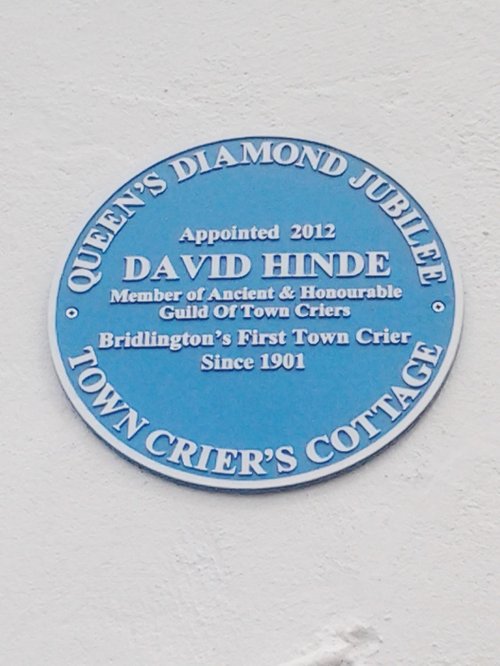 QUEEN'S DIAMOND JUBILEE
Appointed 2012
DAVID HINDE
Member of Ancient & Honourable
Guild Of Town Criers
Bridlington's First Town Crier
Since 1901
TOWN CRIER'S COTTAGE